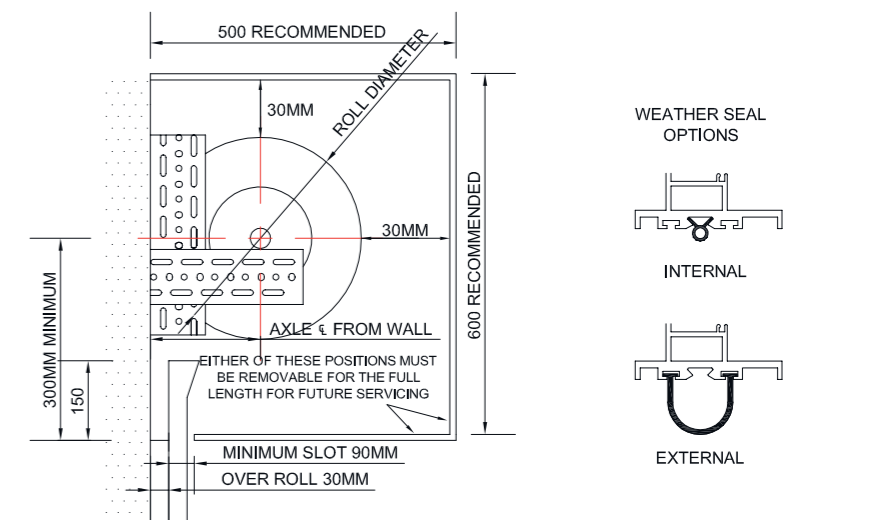 500 RECOMMENDED
ROLL DIAMETER
30MM
WEATHER SEAL
OPTIONS
30MM
600 RECOMMENDED
INTERNAL
300MM MINIMUM
150
AXLE ℄ FROM WALL
EITHER OF THESE POSITIONS MUST
BE REMOVABLE FOR THE FULL
LENGTH FOR FUTURE SERVICING
MINIMUM SLOT 90MM
OVER ROLL 30MM
EXTERNAL